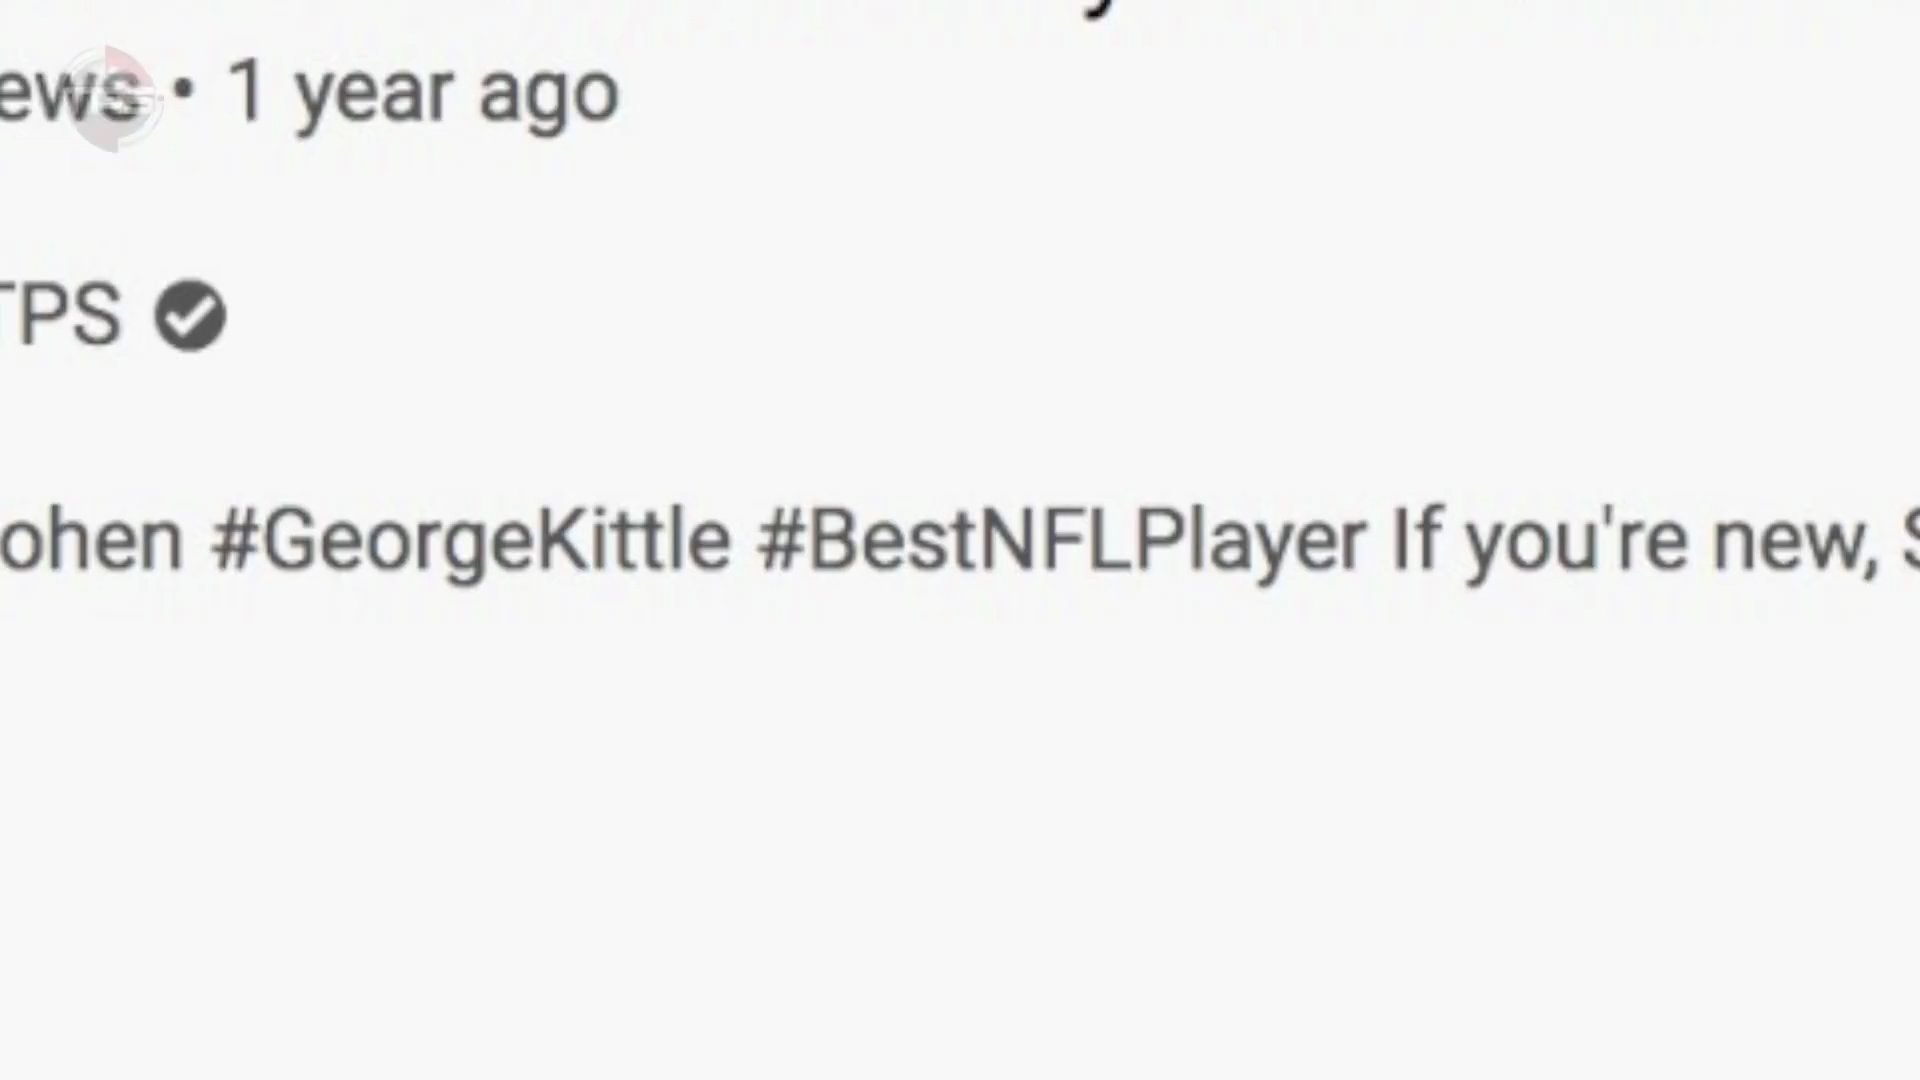 ews • 1 year ago
TPS
ohen #GeorgeKittle #BestNFLPlayer If you're new, S